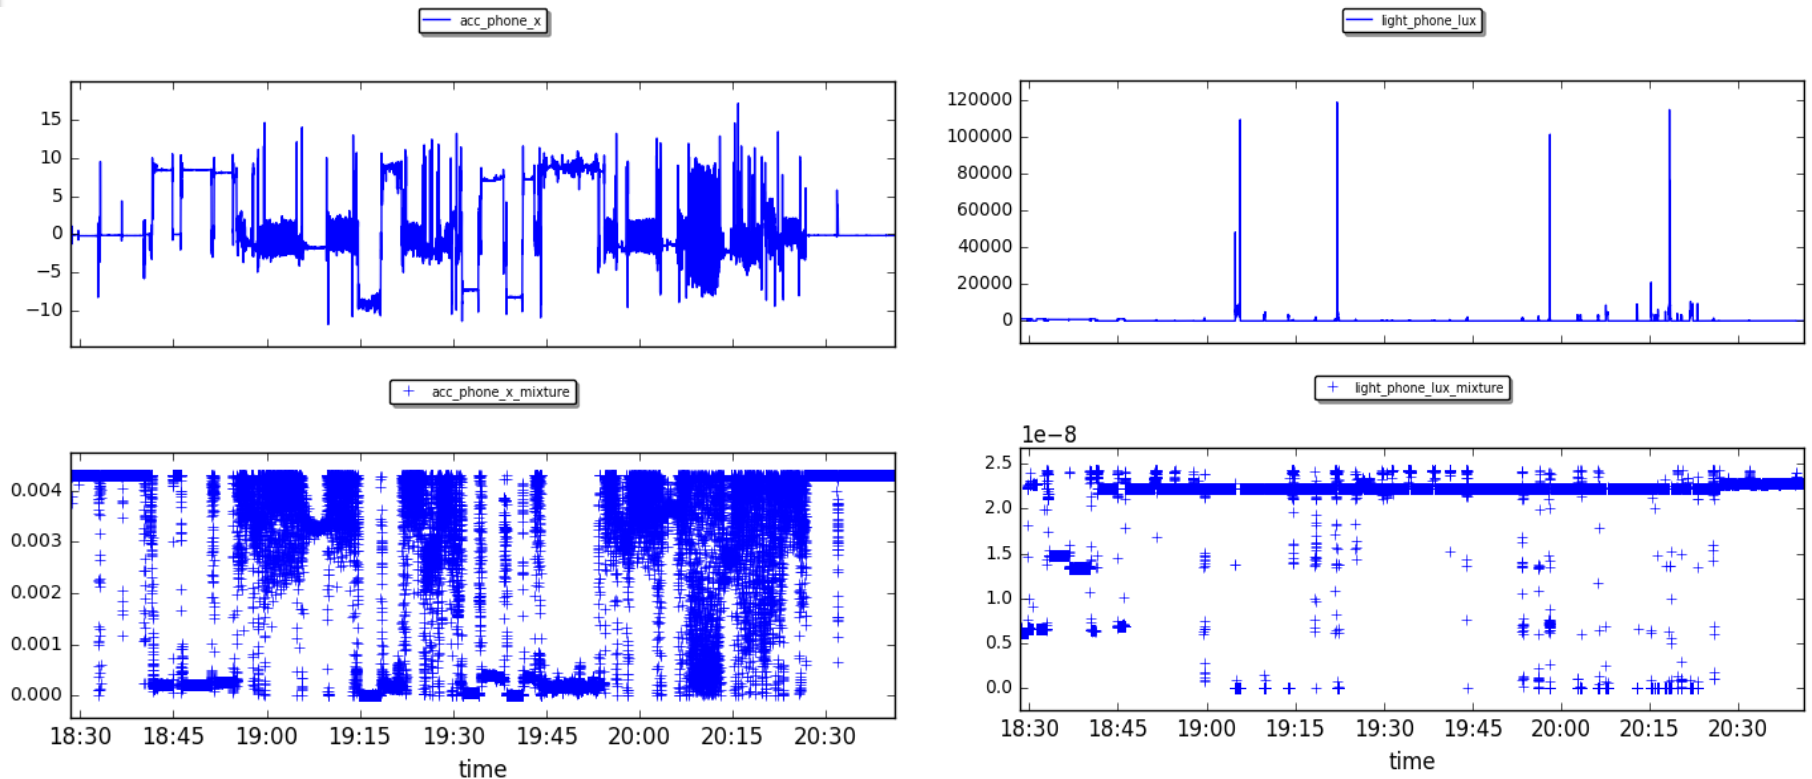 acc_phone_x
15
10
5
0
−5
−10
light_phone_lux
120000
100000
80000
60000
40000
20000
0
acc_phone_x_mixture
0.004
0.003
0.002
0.001
0.000
18:30 18:45 19:00 19:15 19:30 19:45 20:00 20:15 20:30
time
light_phone_lux_mixture
1e−8
2.5
2.0
1.5
1.0
0.5
0.0
18:30 18:45 19:00 19:15 19:30 19:45 20:00 20:15 20:30
time